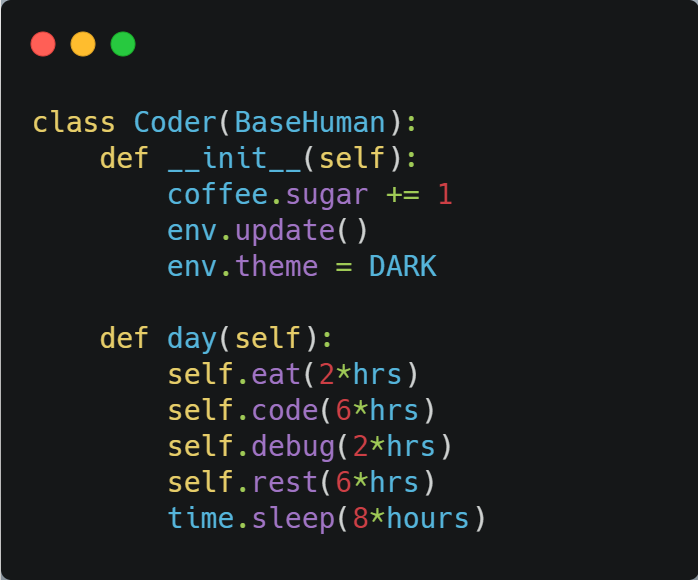 class Coder(BaseHuman):
    def __init__(self):
        coffee.sugar += 1
        env.update()
        env.theme = DARK

    def day(self):
        self.eat(2*hrs)
        self.code(6*hrs)
        self.debug(2*hrs)
        self.rest(6*hrs)
        time.sleep(8*hours)